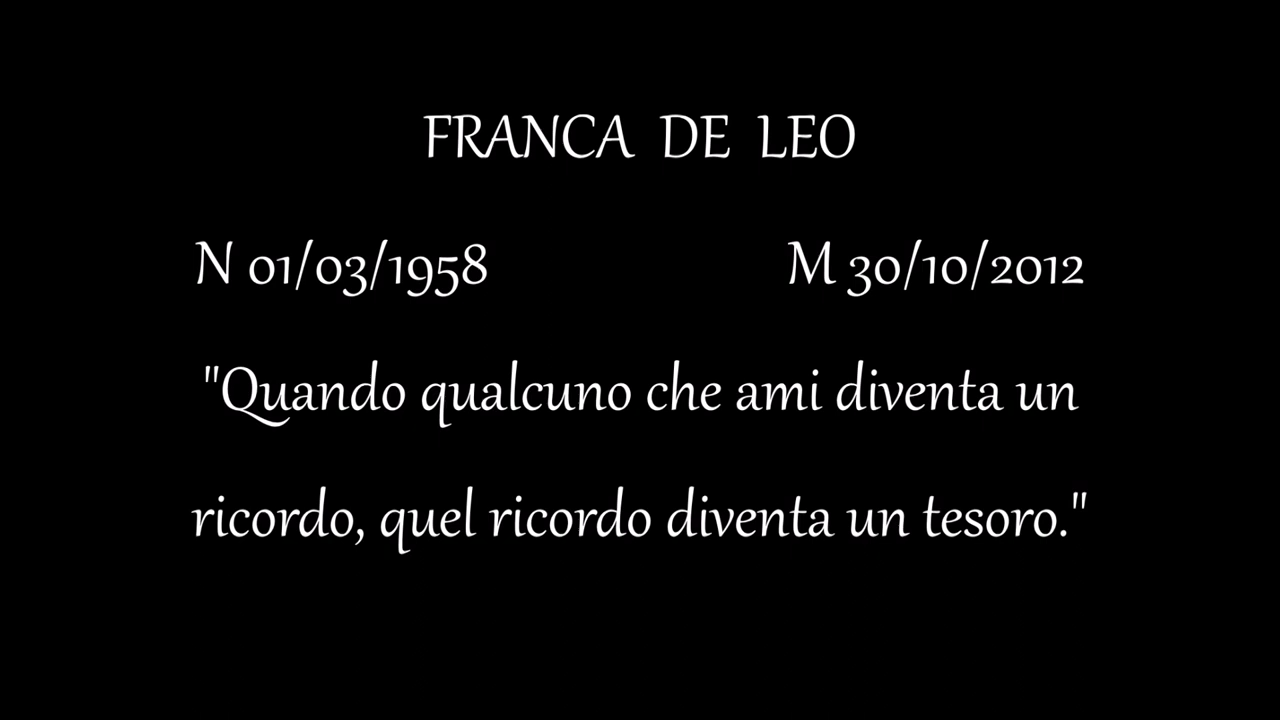 FRANCA DE LEO
N 01/03/1958 M 30/10/2012
"Quando qualcuno che ami diventa un
ricordo, quel ricordo diventa un tesoro."